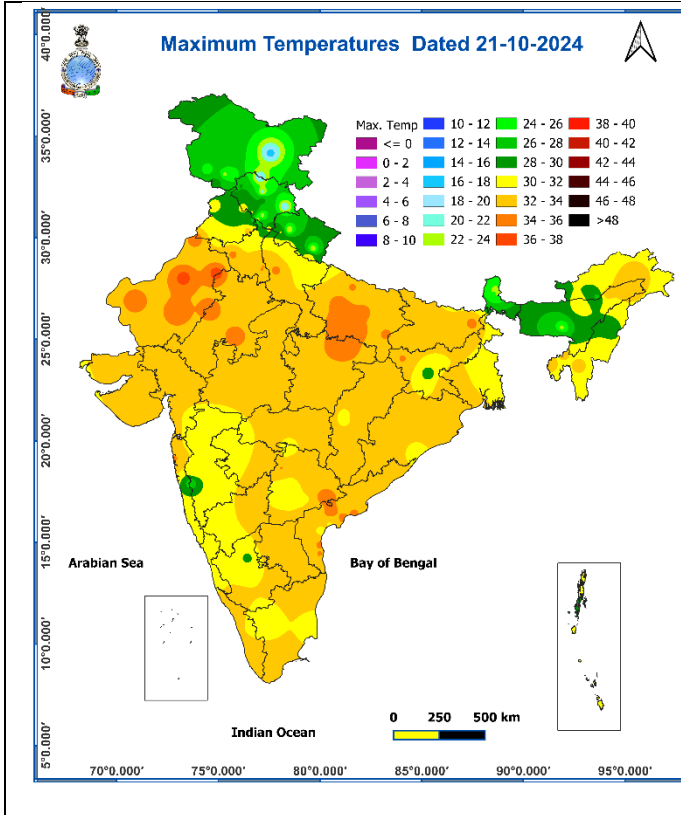 Maximum Temperatures Dated 21-10-2024
Max. Temp
<= 0
0 - 2
2 - 4
4 - 6
6 - 8
8 - 10
10 - 12
12 - 14
14 - 16
16 - 18
18 - 20
20 - 22
22 - 24
24 - 26
26 - 28
28 - 30
30 - 32
32 - 34
34 - 36
36 - 38
38 - 40
40 - 42
42 - 44
44 - 46
46 - 48
>48
40°0.000′
35°0.000′
30°0.000′
25°0.000′
20°0.000′
15°0.000′
10°0.000′
5°0.000′
Arabian Sea
Bay of Bengal
Indian Ocean
0 250 500 km
70°0.000′ 75°0.000′ 80°0.000′ 85°0.000′ 90°0.000′ 95°0.000′